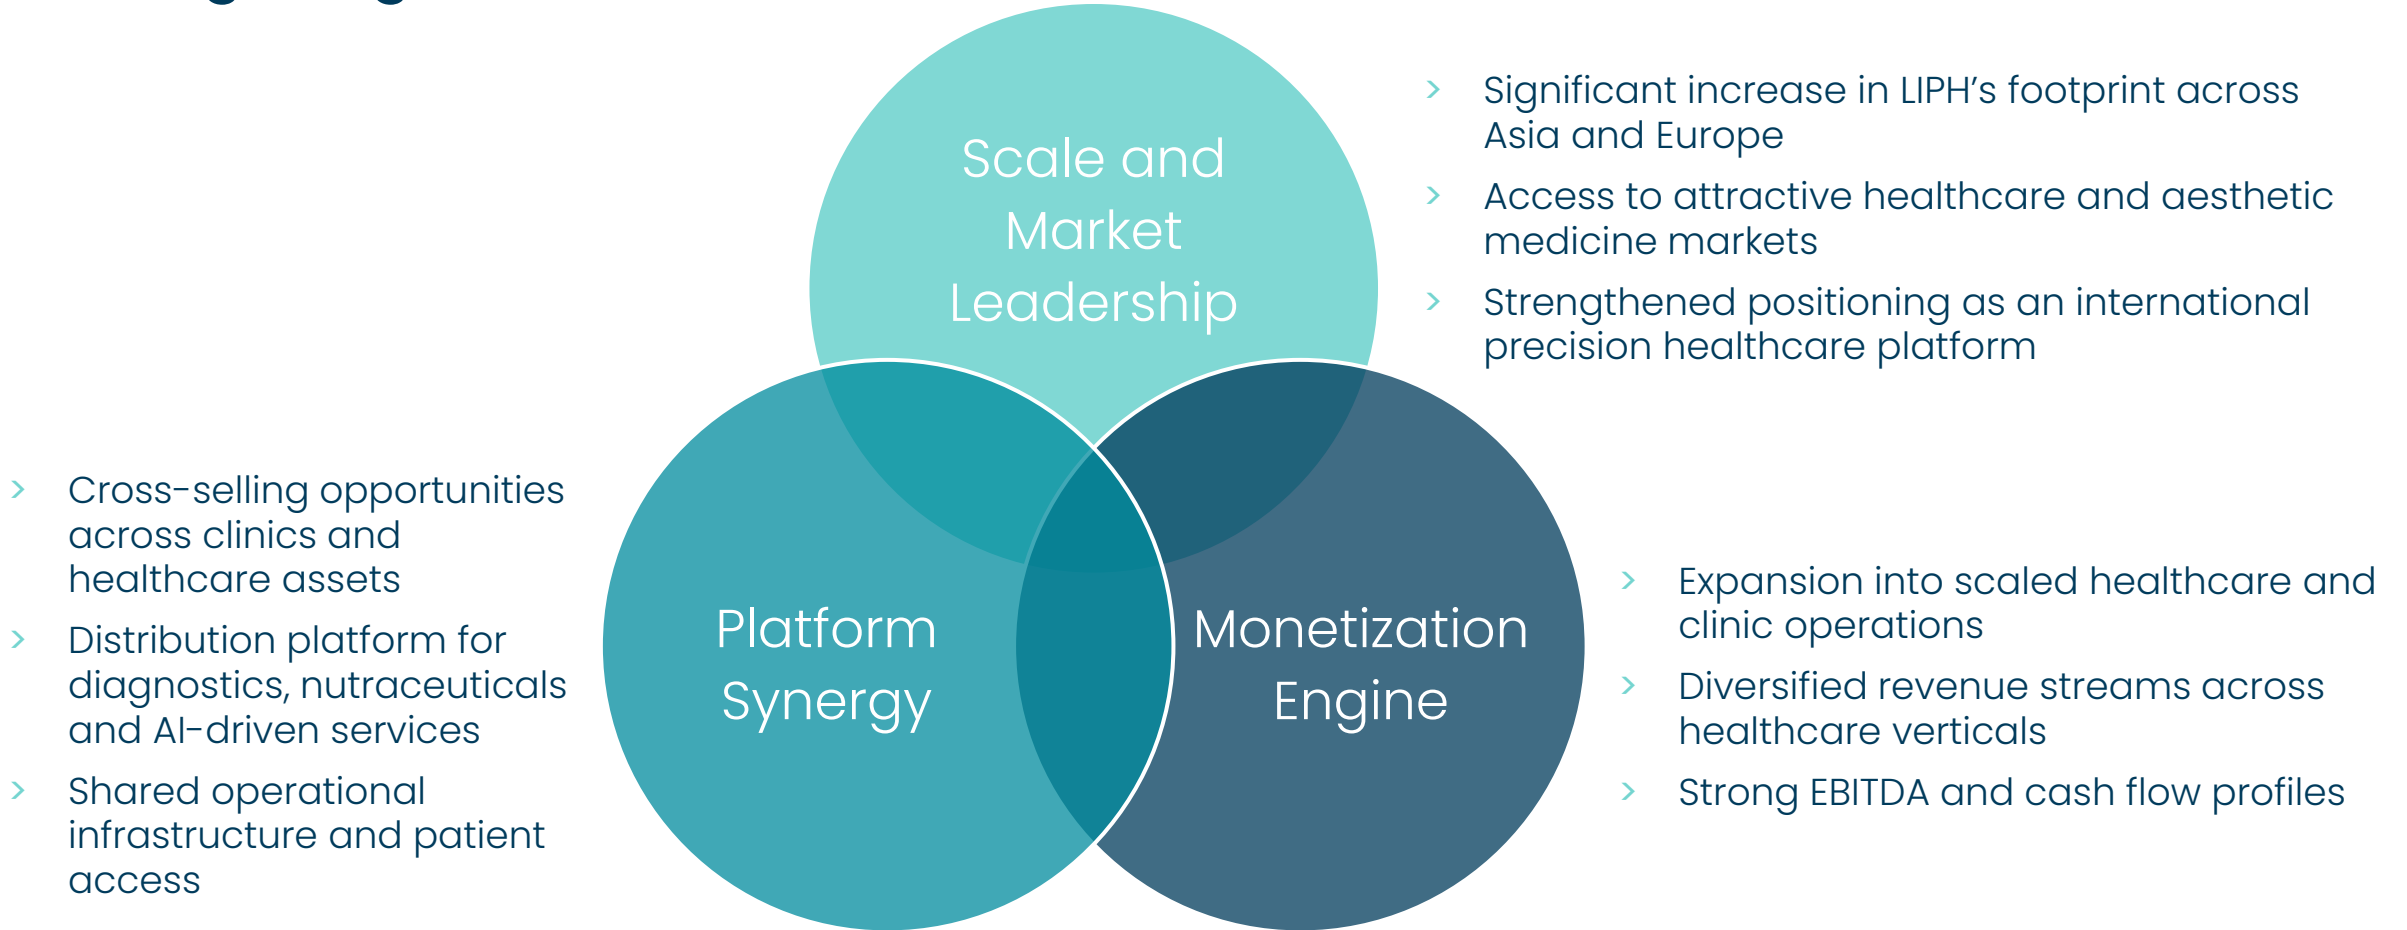 Scale and
Market
Leadership
> Significant increase in LIPH’s footprint across
Asia and Europe
> Access to attractive healthcare and aesthetic
medicine markets
> Strengthened positioning as an international
precision healthcare platform
> Cross-selling opportunities
across clinics and
healthcare assets
> Distribution platform for
diagnostics, nutraceuticals
and AI-driven services
> Shared operational
infrastructure and patient
access
Platform
Synergy
Monetization
Engine
> Expansion into scaled healthcare and
clinic operations
> Diversified revenue streams across
healthcare verticals
> Strong EBITDA and cash flow profiles